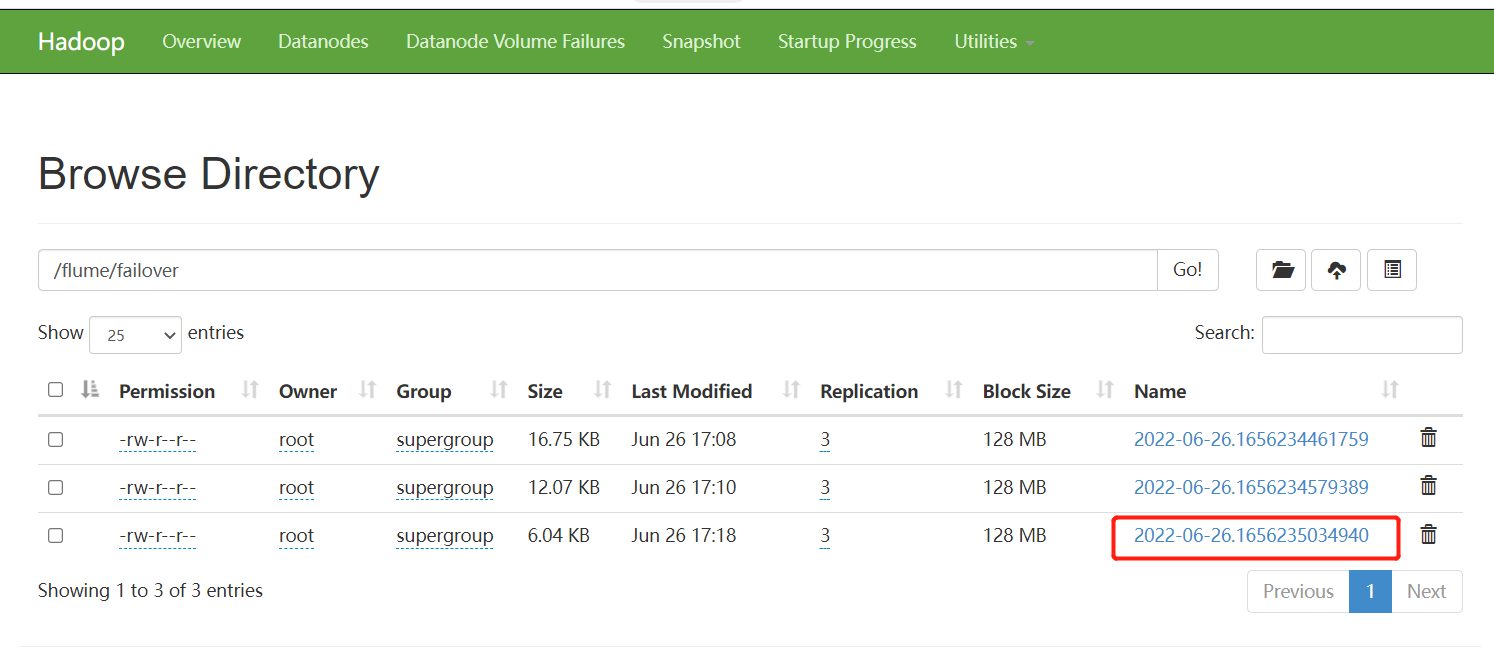 Hadoop Overview Datanodes Datanode Volume Failures Snapshot Startup Progress Utilities
Browse Directory
/flume/failover Go!
Show 25 entries Search:
Permission Owner Group Size Last Modified Replication Block Size Name
-rw-r--r-- root supergroup 16.75 KB Jun 26 17:08 3 128 MB 2022-06-26.1656234461759
-rw-r--r-- root supergroup 12.07 KB Jun 26 17:10 3 128 MB 2022-06-26.1656234579389
-rw-r--r-- root supergroup 6.04 KB Jun 26 17:18 3 128 MB 2022-06-26.1656235034940
Showing 1 to 3 of 3 entries Previous 1 Next